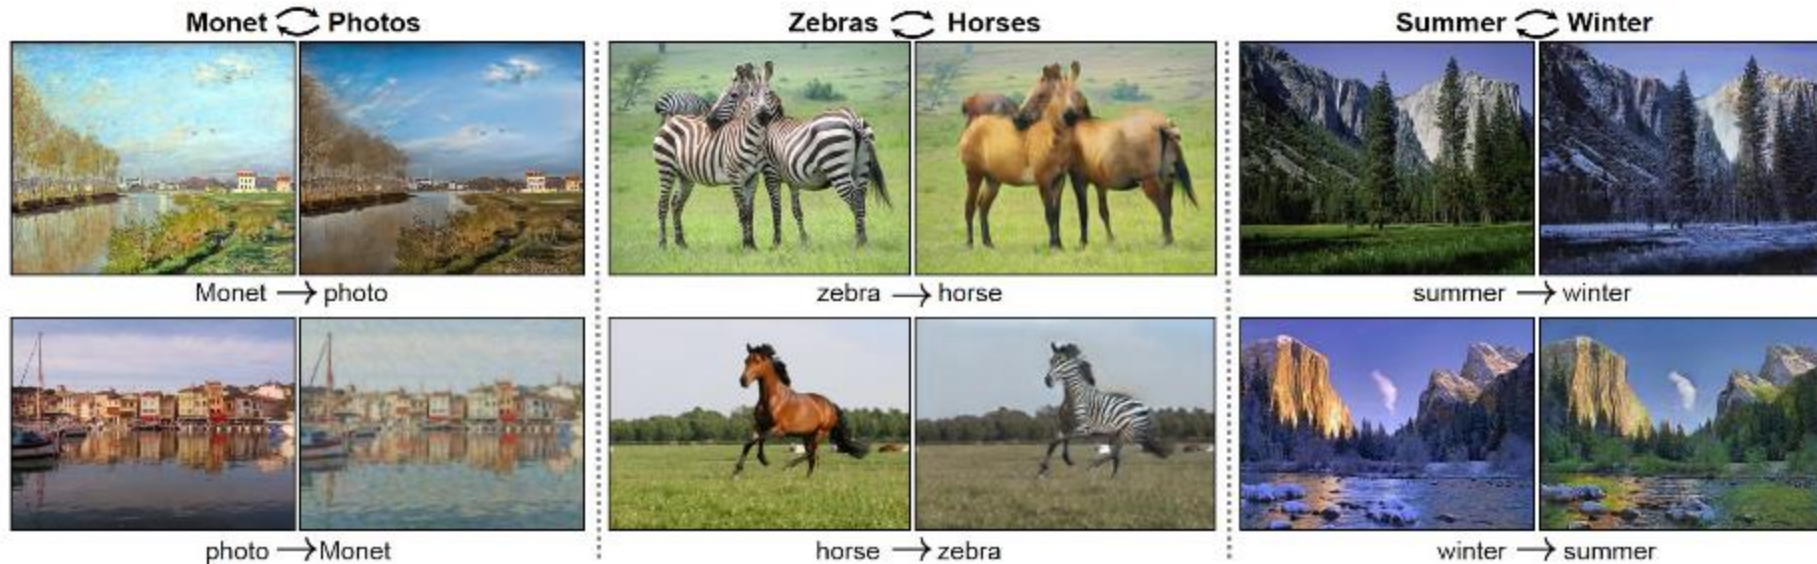 Monet Photos
Zebras Horses
Summer Winter
Monet → photo
zebra → horse
summer → winter
photo → Monet
horse → zebra
winter → summer